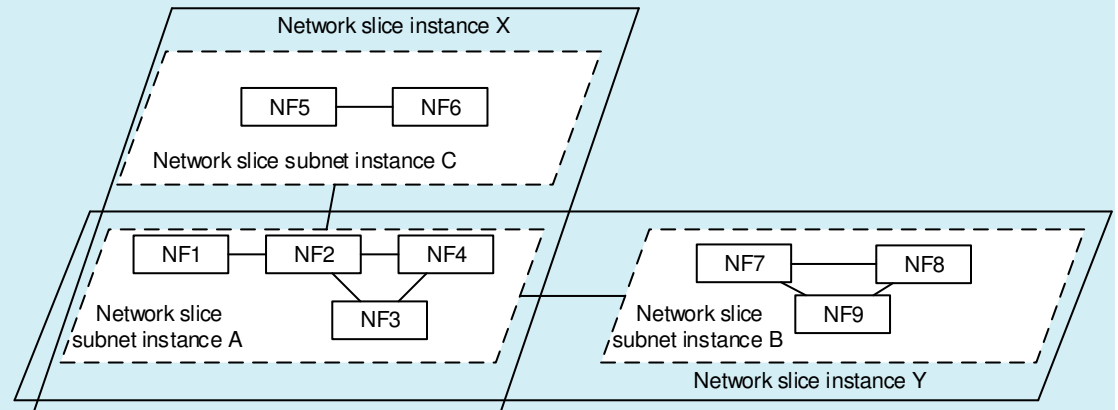 Network slice instance X
NF5
NF6
Network slice subnet instance C
NF1
NF2
NF4
NF3
Network slice
subnet instance A
NF7
NF8
NF9
Network slice
subnet instance B
Network slice instance Y